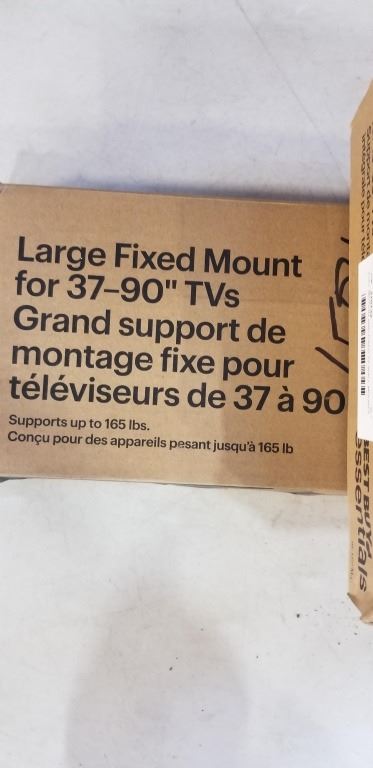 Large Fixed Mount
for 37–90" TVs
Grand support de
montage fixe pour
téléviseurs de 37 à 90
Supports up to 165 lbs.
Conçu pour des appareils pesant jusqu'à 165 lb
BEST BUY
essentials